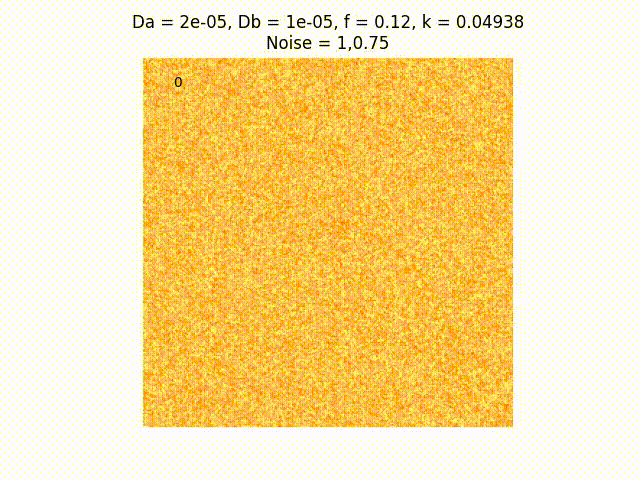 Da = 2e-05, Db = 1e-05, f = 0.12, k = 0.04938
Noise = 1,0.75
0